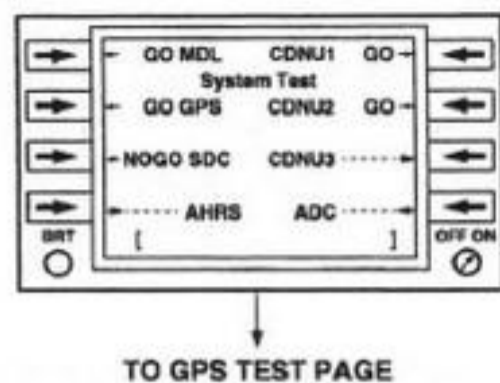 ← GO MDL CDNU1 GO →
System Test
← GO GPS CDNU2 GO →
←NOGO SDC CDNU3 ------→
←------ AHRS ADC ------→
[ ]
BRT OFF ON
TO GPS TEST PAGE